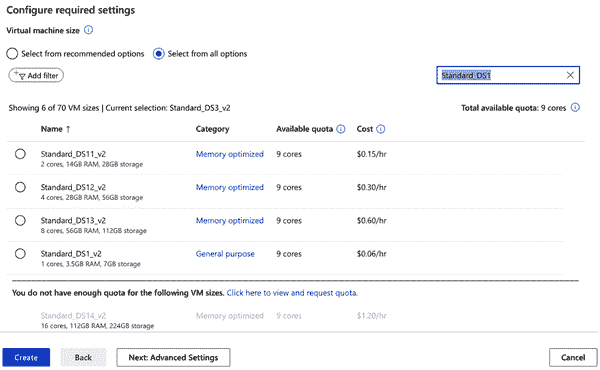 Configure required settings
Virtual machine size
Select from recommended options Select from all options
Add filter Standard_DS1
Showing 6 of 70 VM sizes | Current selection: Standard_DS3_v2 Total available quota: 9 cores
Name ↑ Category Available quota Cost
Standard_DS11_v2 Memory optimized 9 cores $0.15/hr
2 cores, 14GB RAM, 28GB storage
Standard_DS12_v2 Memory optimized 9 cores $0.30/hr
4 cores, 28GB RAM, 56GB storage
Standard_DS13_v2 Memory optimized 9 cores $0.60/hr
8 cores, 56GB RAM, 112GB storage
Standard_DS1_v2 General purpose 9 cores $0.06/hr
1 cores, 3.5GB RAM, 7GB storage
You do not have enough quota for the following VM sizes. Click here to view and request quota.
Standard_DS14_v2 Memory optimized 9 cores $1.20/hr
16 cores, 112GB RAM, 224GB storage
Create Back Next: Advanced Settings Cancel